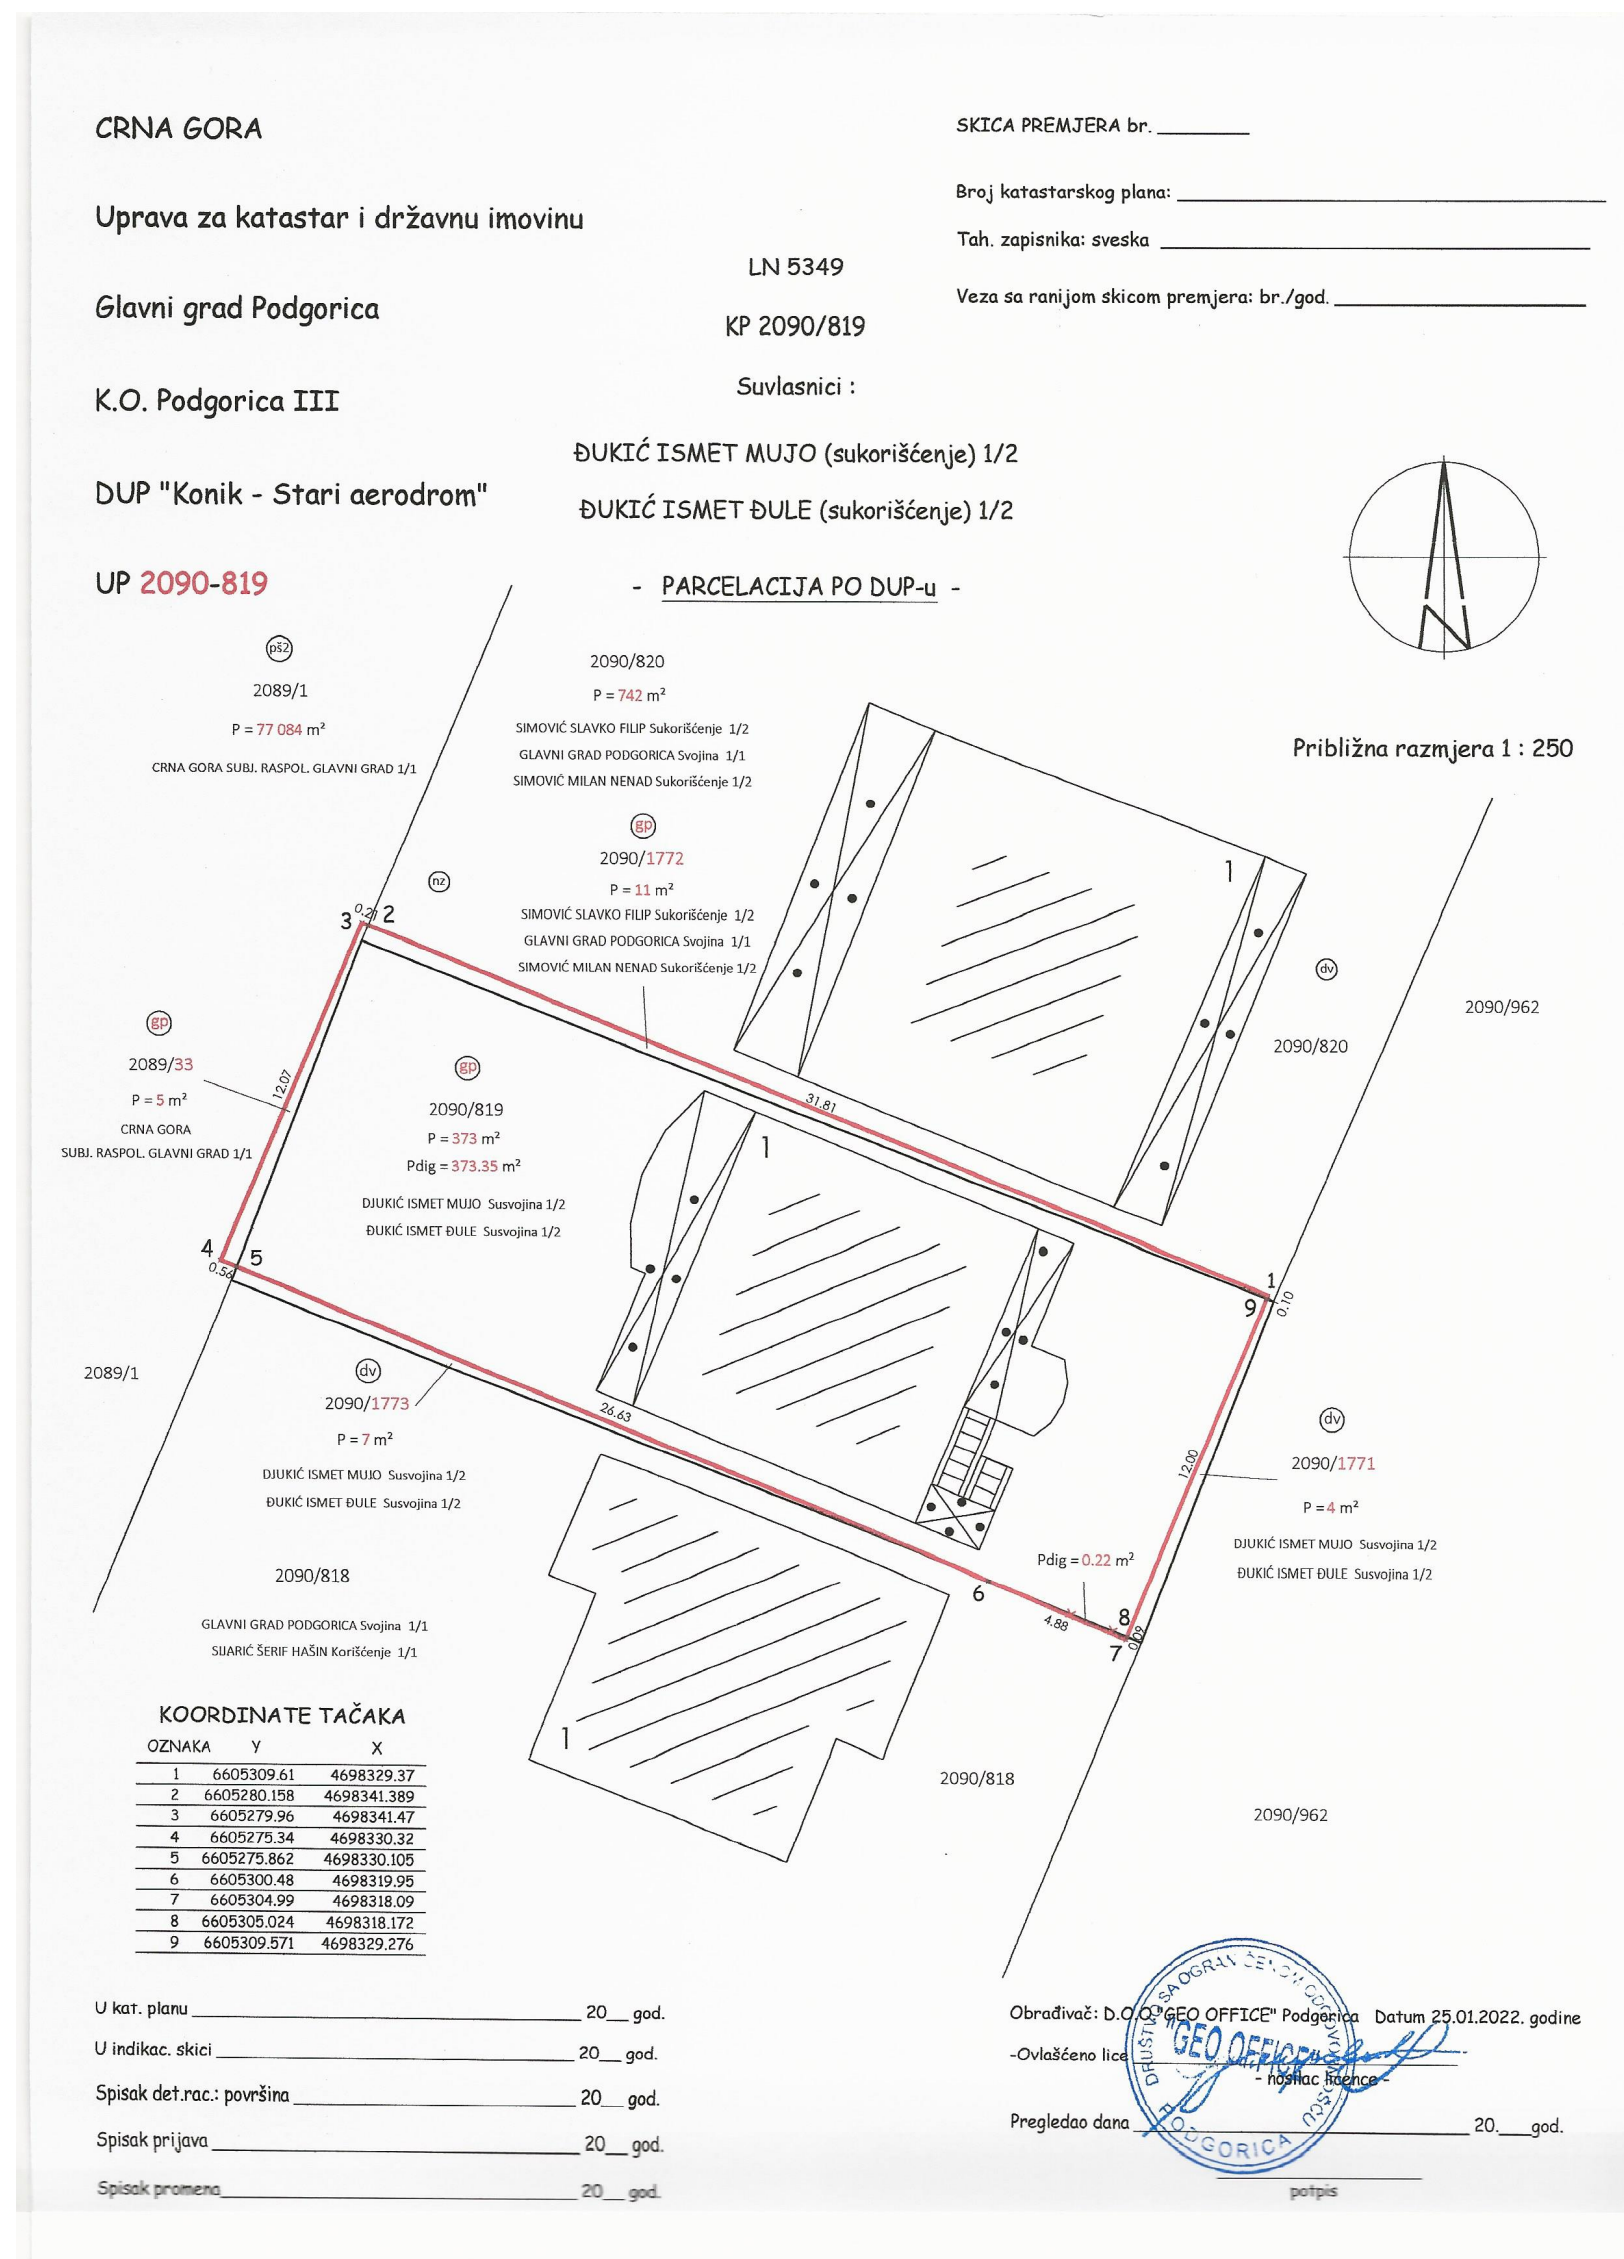 CRNA GORA
Uprava za katastar i državnu imovinu
Glavni grad Podgorica
K.O. Podgorica III
DUP "Konik - Stari aerodrom"
UP 2090-819
LN 5349
KP 2090/819
Suvlasnici :
ĐUKIĆ ISMET MUJO (sukorišćenje) 1/2
ĐUKIĆ ISMET ĐULE (sukorišćenje) 1/2
- PARCELACIJA PO DUP-u -
SKICA PREMJERA br.
Broj katastarskog plana:
Tah. zapisnika: sveska
Veza sa ranijom skicom premjera: br./god.
N
Približna razmjera 1 : 250
pš2
2089/1
P = 77 084 m²
CRNA GORA SUBJ. RASPOL. GLAVNI GRAD 1/1
2090/820
P = 742 m²
SIMOVIĆ SLAVKO FILIP Sukorišćenje 1/2
GLAVNI GRAD PODGORICA Svojina 1/1
SIMOVIĆ MILAN NENAD Sukorišćenje 1/2
gp
2090/1772
P = 11 m²
SIMOVIĆ SLAVKO FILIP Sukorišćenje 1/2
GLAVNI GRAD PODGORICA Svojina 1/1
SIMOVIĆ MILAN NENAD Sukorišćenje 1/2
nz
1
3
0.21
2
dv
2090/962
2090/820
gp
2089/33
P = 5 m²
CRNA GORA
SUBJ. RASPOL. GLAVNI GRAD 1/1
12.07
gp
2090/819
P = 373 m²
Pdig = 373.35 m²
DJUKIĆ ISMET MUJO Susvojina 1/2
ĐUKIĆ ISMET ĐULE Susvojina 1/2
31.81
1
4
5
0.56
1
9
0.10
2089/1
dv
2090/1773
P = 7 m²
DJUKIĆ ISMET MUJO Susvojina 1/2
ĐUKIĆ ISMET ĐULE Susvojina 1/2
26.63
12.00
dv
2090/1771
P = 4 m²
DJUKIĆ ISMET MUJO Susvojina 1/2
ĐUKIĆ ISMET ĐULE Susvojina 1/2
Pdig = 0.22 m²
6
4.88
8
7
0.09
2090/818
GLAVNI GRAD PODGORICA Svojina 1/1
SIJARIĆ ŠERIF HAŠIN Korišćenje 1/1
1
2090/818
2090/962
KOORDINATE TAČAKA
OZNAKA Y X
1 6605309.61 4698329.37
2 6605280.158 4698341.389
3 6605279.96 4698341.47
4 6605275.34 4698330.32
5 6605275.862 4698330.105
6 6605300.48 4698319.95
7 6605304.99 4698318.09
8 6605305.024 4698318.172
9 6605309.571 4698329.276
U kat. planu 20__ god.
U indikac. skici 20__ god.
Spisak det.rac.: površina 20__ god.
Spisak prijava 20__ god.
Spisak promena 20__ god.
Obrađivač: D.O.O."GEO OFFICE" Podgorica Datum 25.01.2022. godine
-Ovlašćeno lice
- nosilac licence -
Pregledao dana 20.___god.
potpis
DRUŠTVO SA OGRANIČENOM ODGOVORNOŠĆU
"GEO OFFICE"
PODGORICA